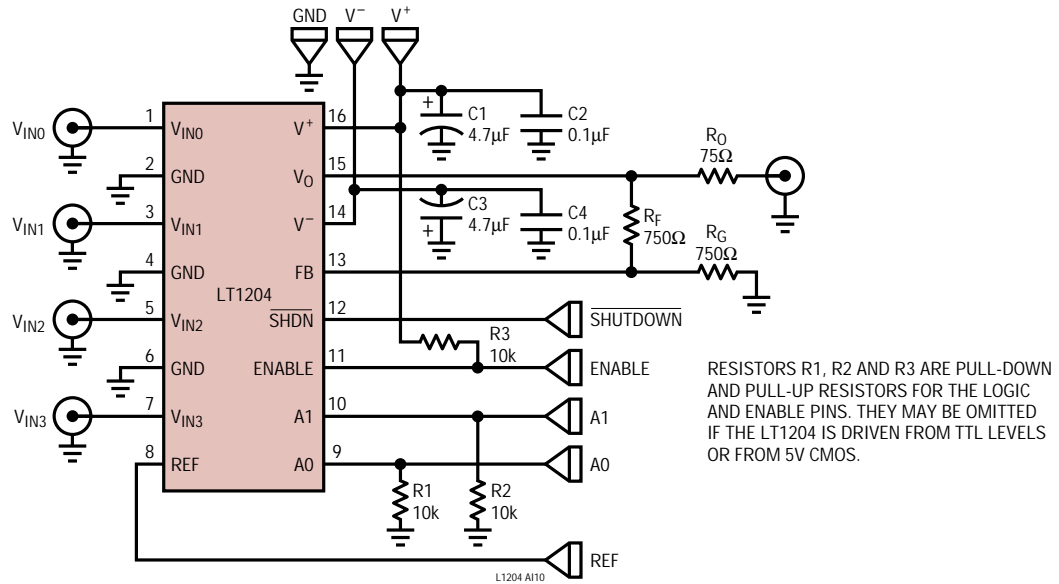 GND V⁻ V⁺
C1
4.7µF
C2
0.1µF
+
1 V_IN0 V⁺ 16
V_IN0
R_O
75Ω
2 GND V_O 15
3 V_IN1 V⁻ 14
V_IN1
C3
4.7µF
+
C4
0.1µF
R_F
750Ω
R_G
750Ω
4 GND FB 13
LT1204
5 V_IN2 SHDN 12
V_IN2
SHUTDOWN
R3
10k
6 GND ENABLE 11
ENABLE
7 V_IN3 A1 10
V_IN3
A1
8 REF A0 9
A0
R1
10k
R2
10k
REF
L1204 AI10
RESISTORS R1, R2 AND R3 ARE PULL-DOWN
AND PULL-UP RESISTORS FOR THE LOGIC
AND ENABLE PINS. THEY MAY BE OMITTED
IF THE LT1204 IS DRIVEN FROM TTL LEVELS
OR FROM 5V CMOS.